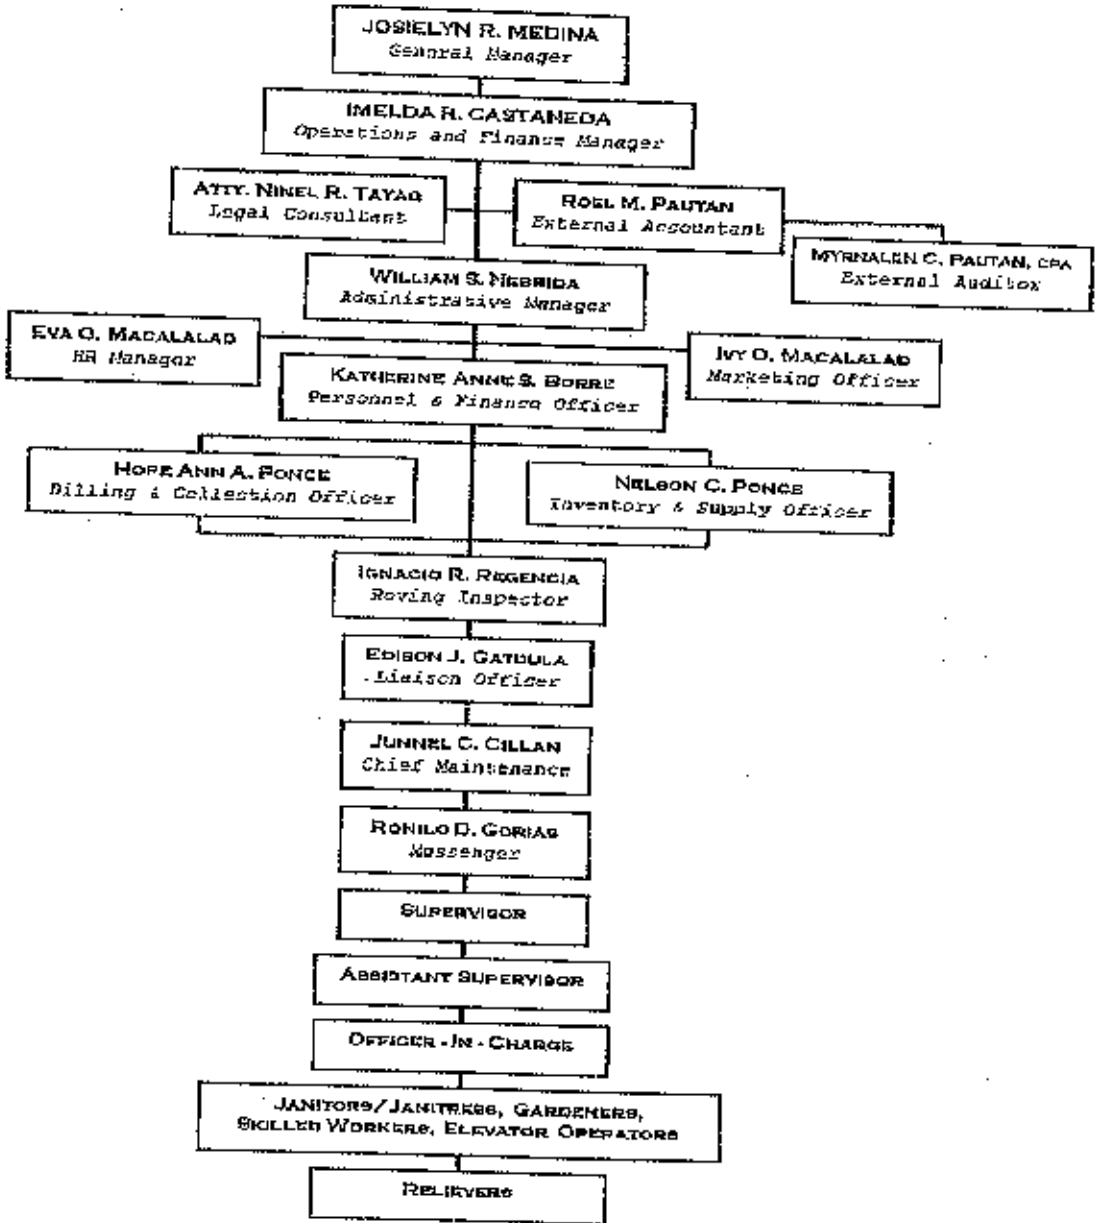 JOSIELYN R. MEDINA
General Manager
IMELDA R. CASTANEDA
Operations and Finance Manager
ATTY. NINEL R. TAYAG
Legal Consultant
ROEL M. PAUTAN
External Accountant
MYRNALEN C. PAUTAN, CPA
External Auditor
WILLIAM S. NEBRIDA
Administrative Manager
EVA O. MACALALAD
HR Manager
IVY O. MACALALAD
Marketing Officer
KATHERINE ANNE S. BORRE
Personnel & Finance Officer
HOPE ANN A. PONCE
Billing & Collection Officer
NELSON C. PONCE
Inventory & Supply Officer
IGNACIO R. REGENCIA
Roving Inspector
EDISON J. GATDULA
Liaison Officer
JUNNEL C. CILLAN
Chief Maintenance
RONILO D. GORIAS
Messenger
SUPERVISOR
ASSISTANT SUPERVISOR
OFFICER - IN - CHARGE
JANITORS/JANITRESS, GARDENERS,
SKILLED WORKERS, ELEVATOR OPERATORS
RELIEVERS